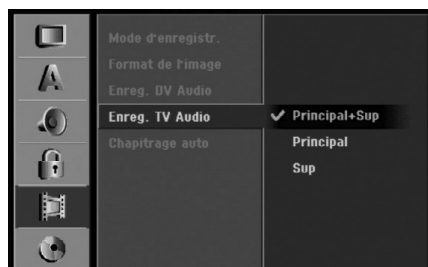 Mode d'enregistr.
Format de l'image
Enreg. DV Audio
Enreg. TV Audio
Principal+Sup
Chapitrage auto
Principal
Sup